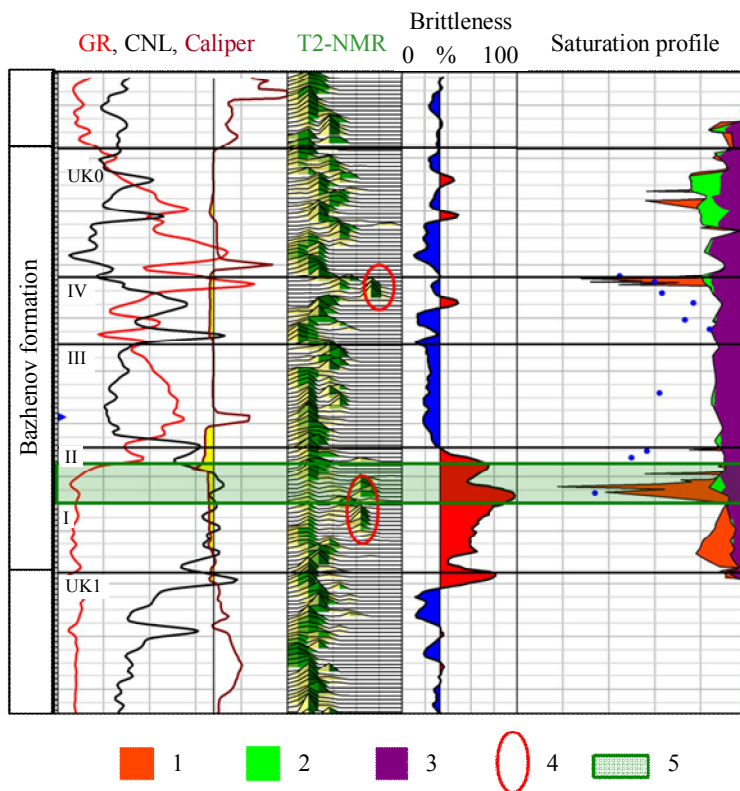 Brittleness
GR, CNL, Caliper T2-NMR 0 % 100 Saturation profile
Bazhenov formation
UK0
IV
III
II
I
UK1
1 2 3 4 5